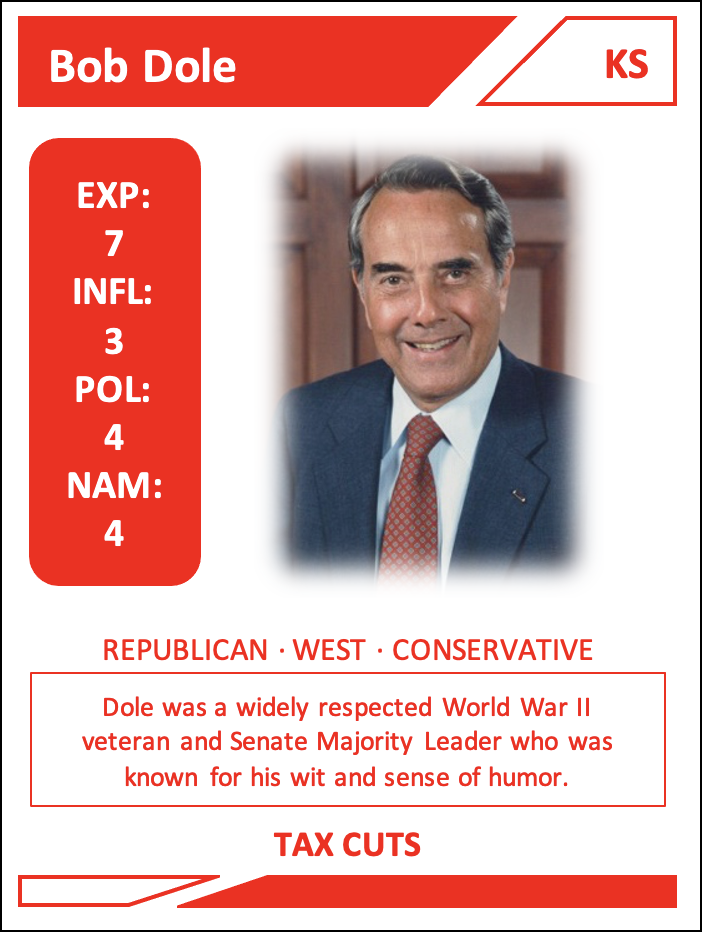 Bob Dole
KS
EXP:
7
INFL:
3
POL:
4
NAM:
4
REPUBLICAN · WEST · CONSERVATIVE
Dole was a widely respected World War II
veteran and Senate Majority Leader who was
known for his wit and sense of humor.
TAX CUTS